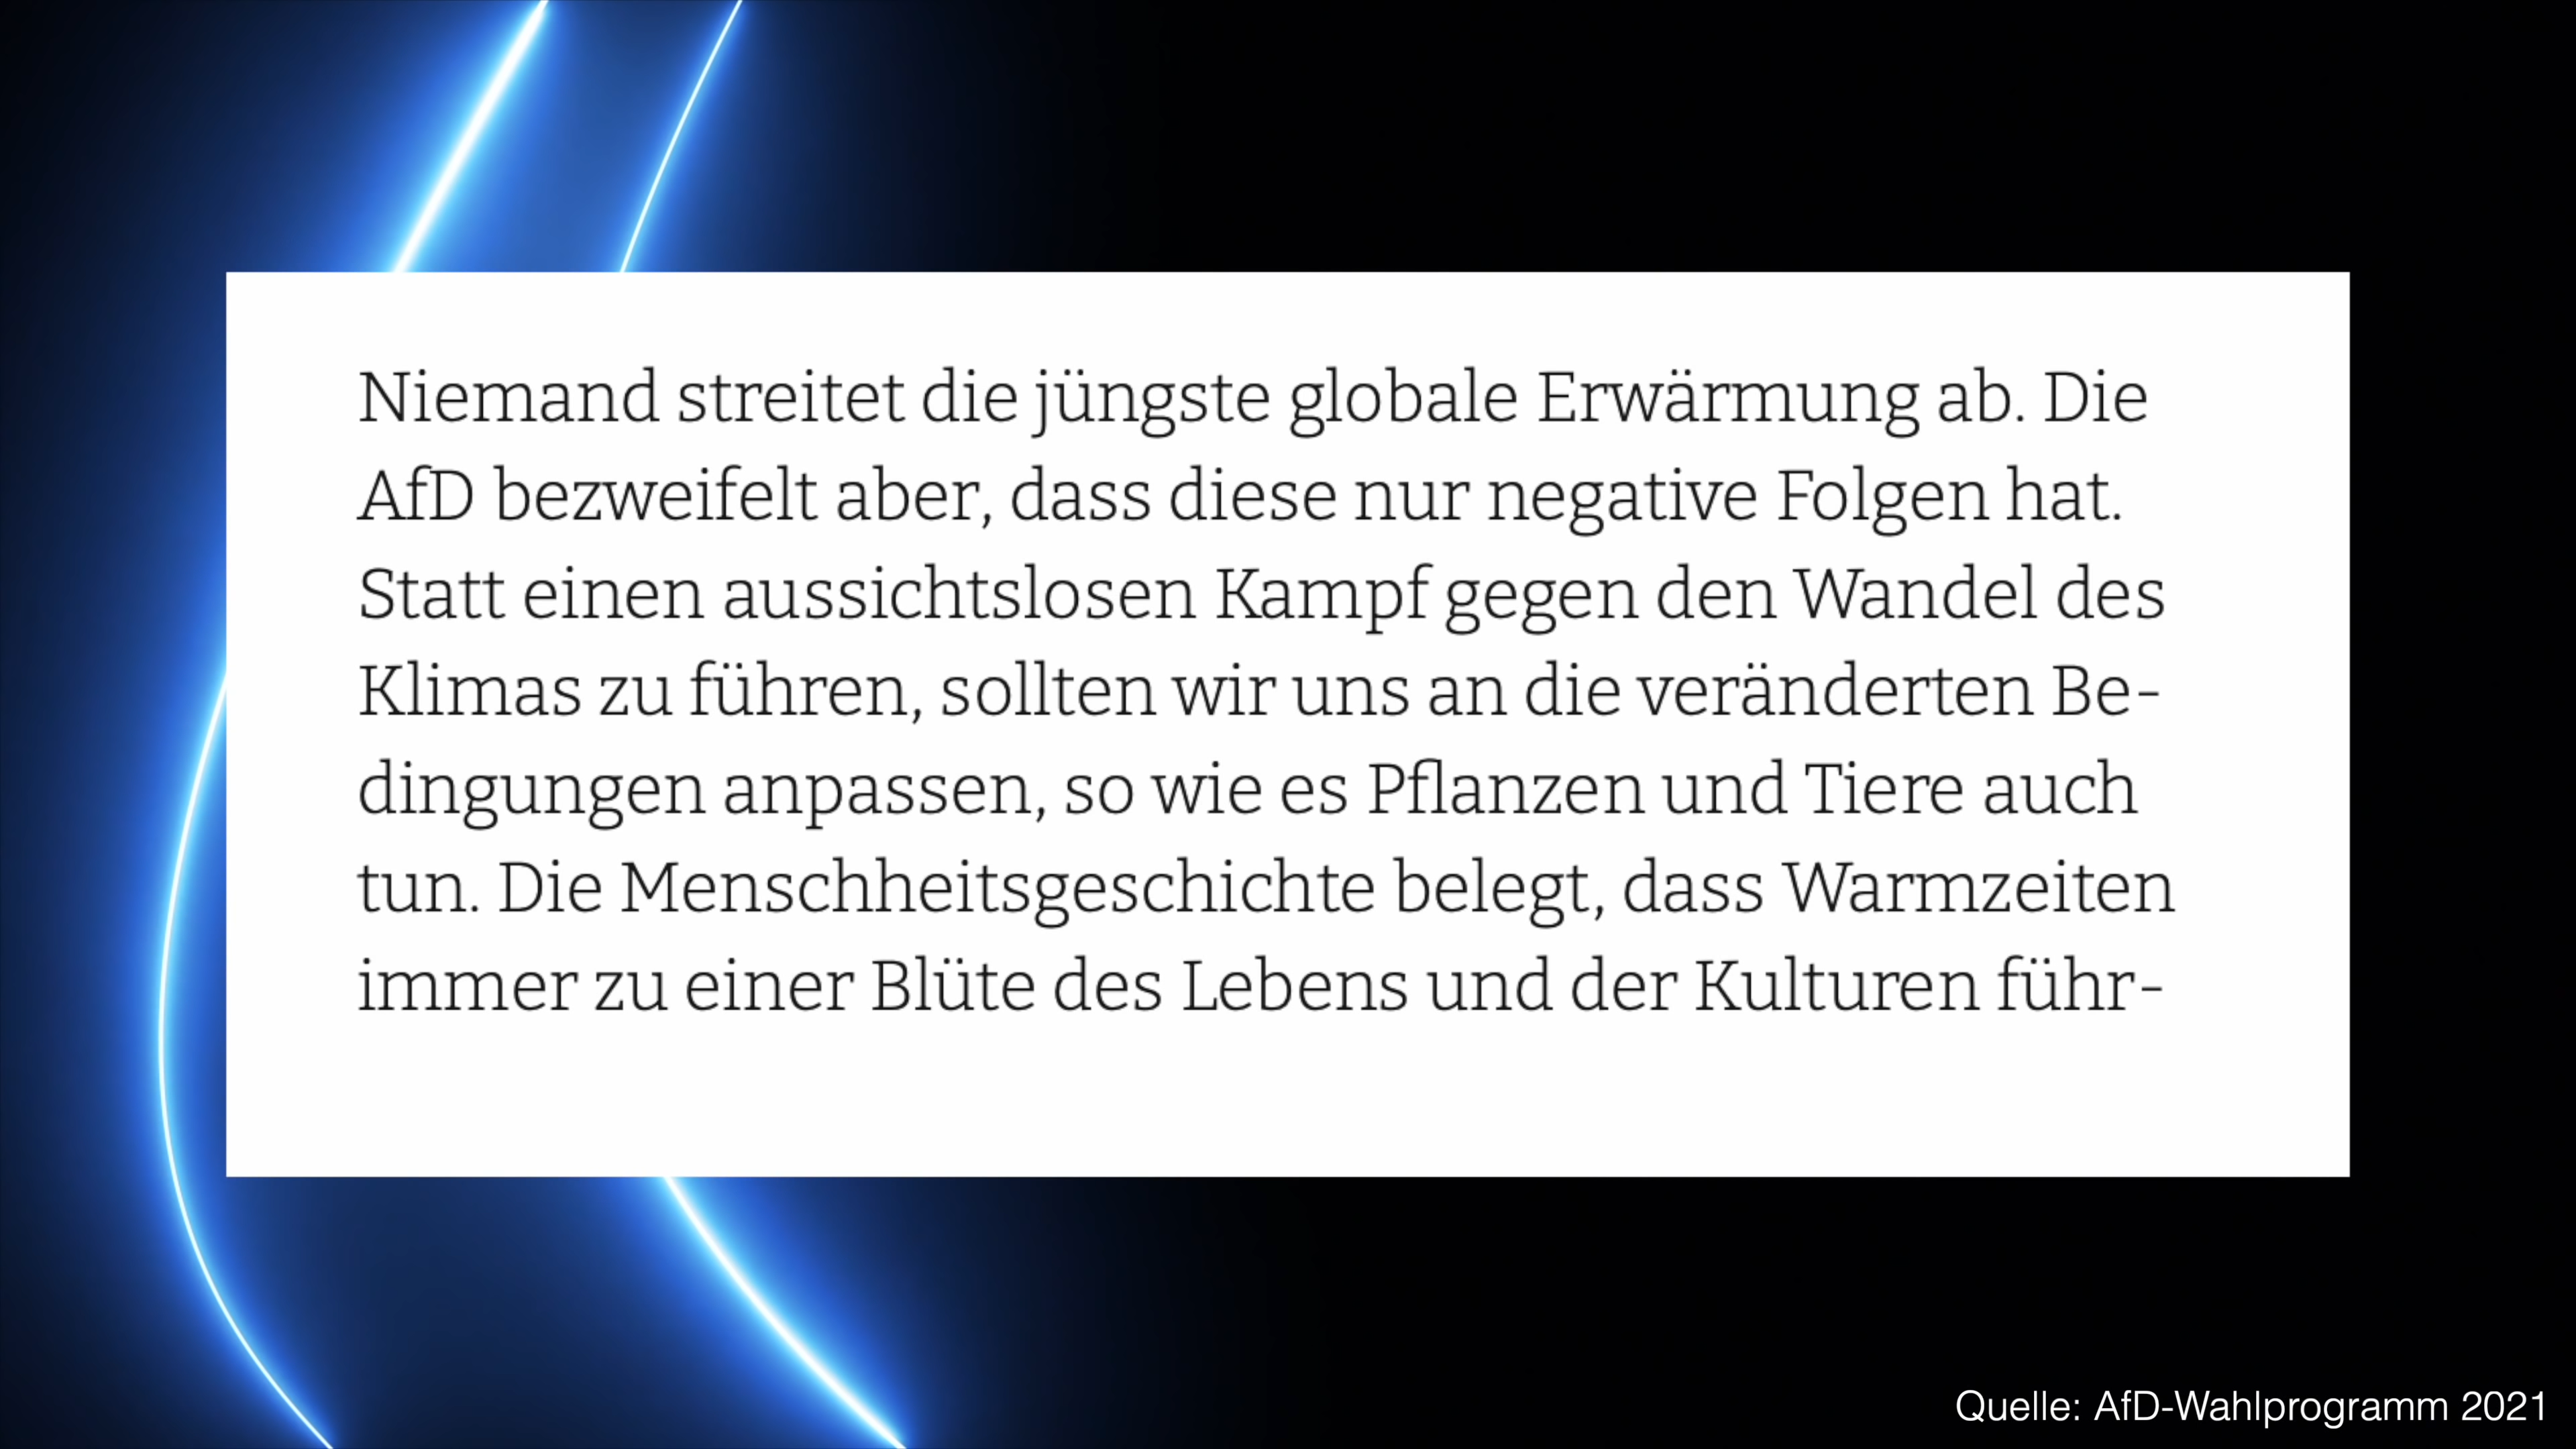 Niemand streitet die jüngste globale Erwärmung ab. Die
AfD bezweifelt aber, dass diese nur negative Folgen hat.
Statt einen aussichtslosen Kampf gegen den Wandel des
Klimas zu führen, sollten wir uns an die veränderten Be-
dingungen anpassen, so wie es Pflanzen und Tiere auch
tun. Die Menschheitsgeschichte belegt, dass Warmzeiten
immer zu einer Blüte des Lebens und der Kulturen führ-
Quelle: AfD-Wahlprogramm 2021